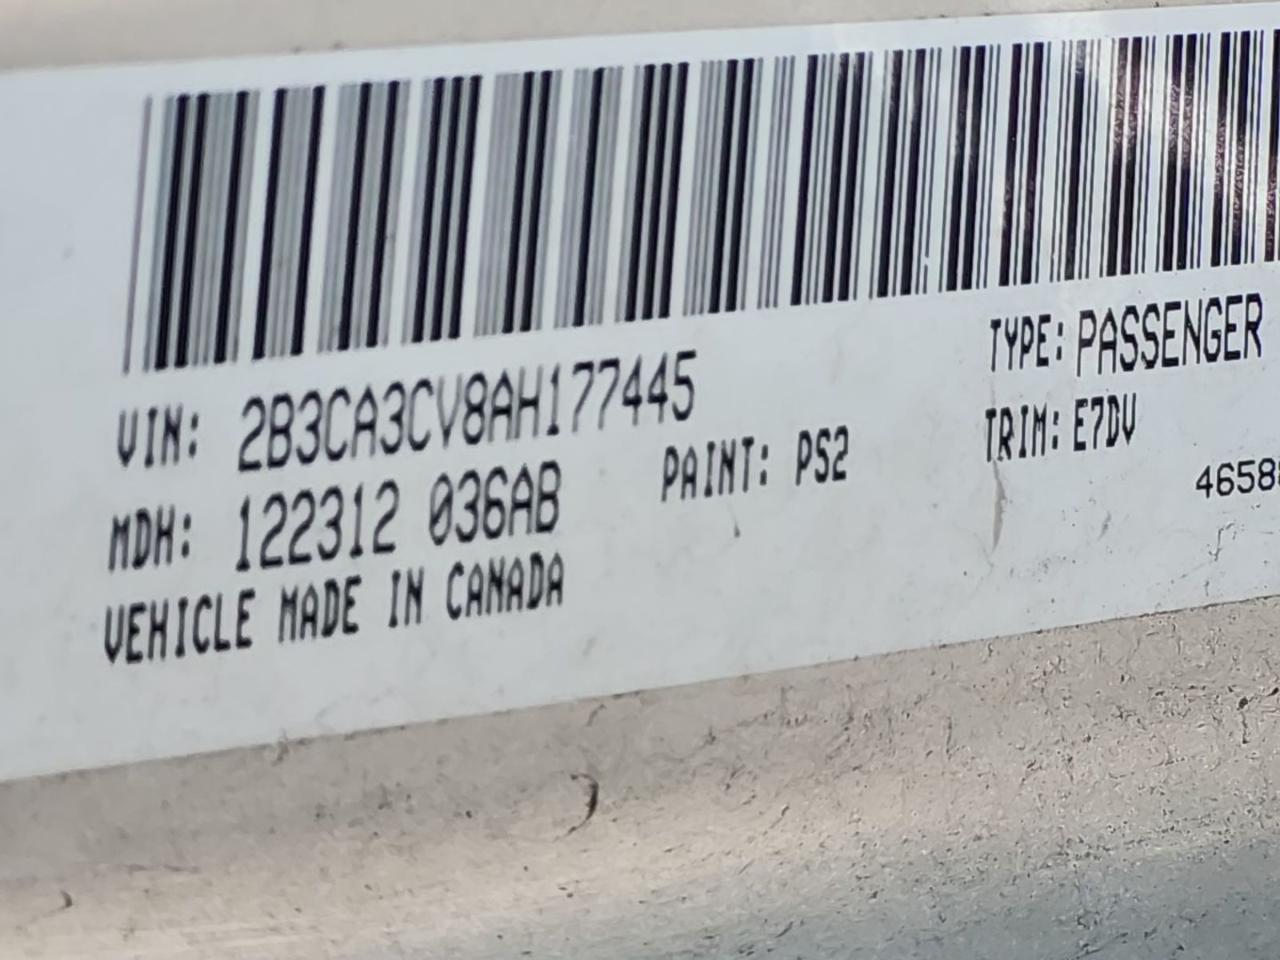 VIN: 2B3CA3CV8AH177445
TYPE: PASSENGER
MDH: 122312 036AB
PAINT: PS2
TRIM: E7DV
VEHICLE MADE IN CANADA